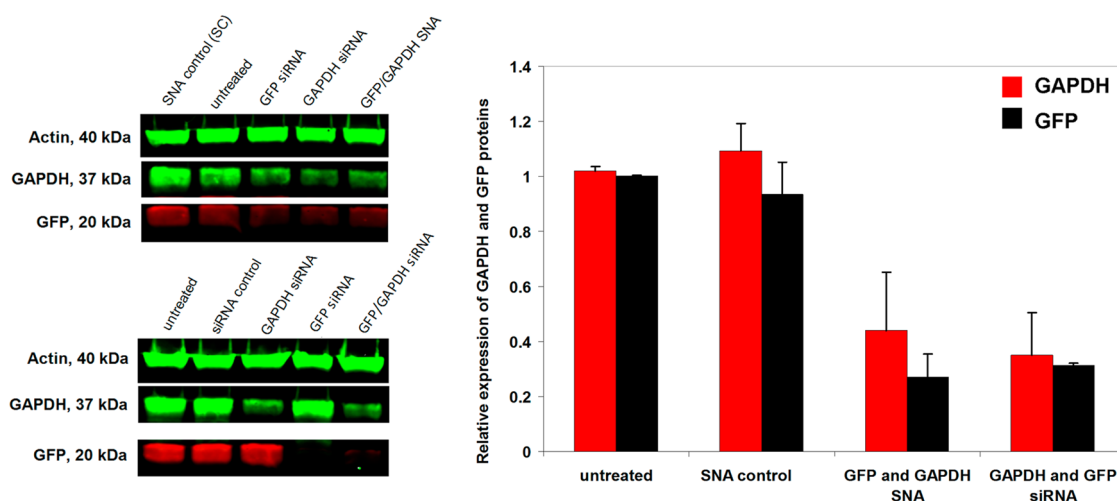 SNA control (SC)
untreated
GFP siRNA
GAPDH siRNA
GFP/GAPDH SNA
Actin, 40 kDa
GAPDH, 37 kDa
GFP, 20 kDa
untreated
siRNA control
GAPDH siRNA
GFP siRNA
GFP/GAPDH siRNA
Actin, 40 kDa
GAPDH, 37 kDa
GFP, 20 kDa
Relative expression of GAPDH and GFP proteins
1.4
1.2
1
0.8
0.6
0.4
0.2
0
GAPDH
GFP
untreated
SNA control
GFP and GAPDH
SNA
GAPDH and GFP
siRNA